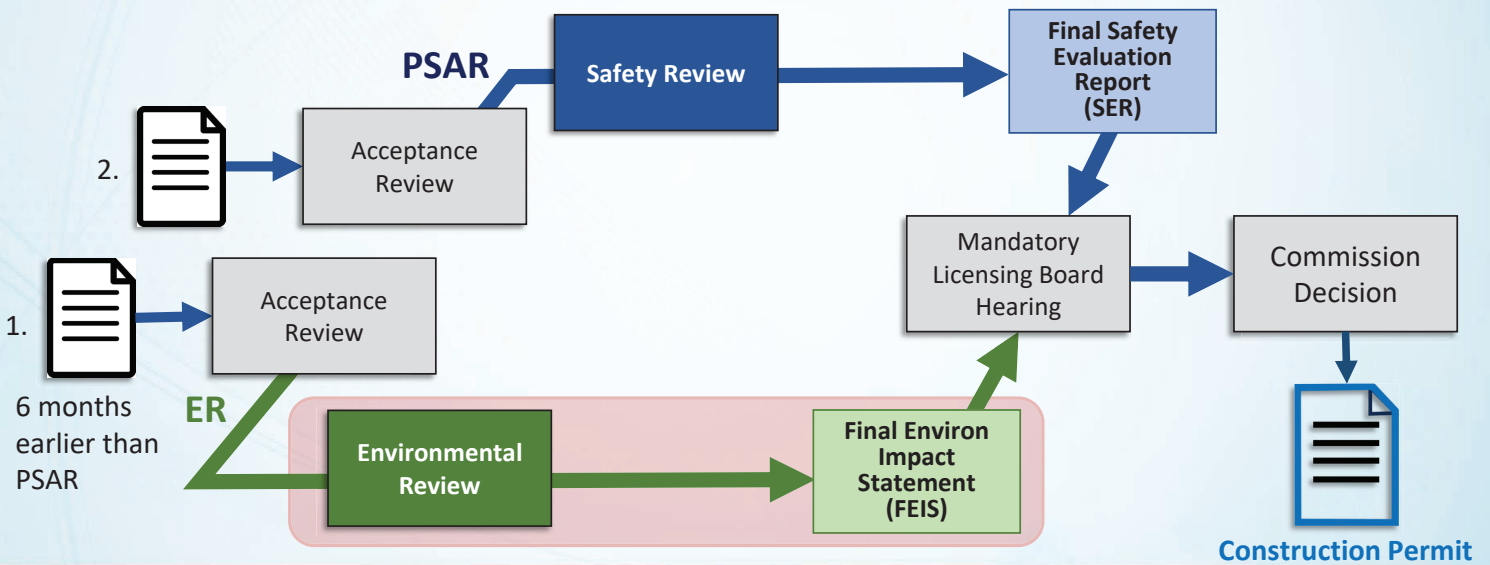 PSAR
Safety Review
Final Safety
Evaluation
Report
(SER)
2.
Acceptance
Review
Mandatory
Licensing Board
Hearing
Commission
Decision
1.
Acceptance
Review
6 months
earlier than
PSAR
ER
Environmental
Review
Final Environ
Impact
Statement
(FEIS)
Construction Permit